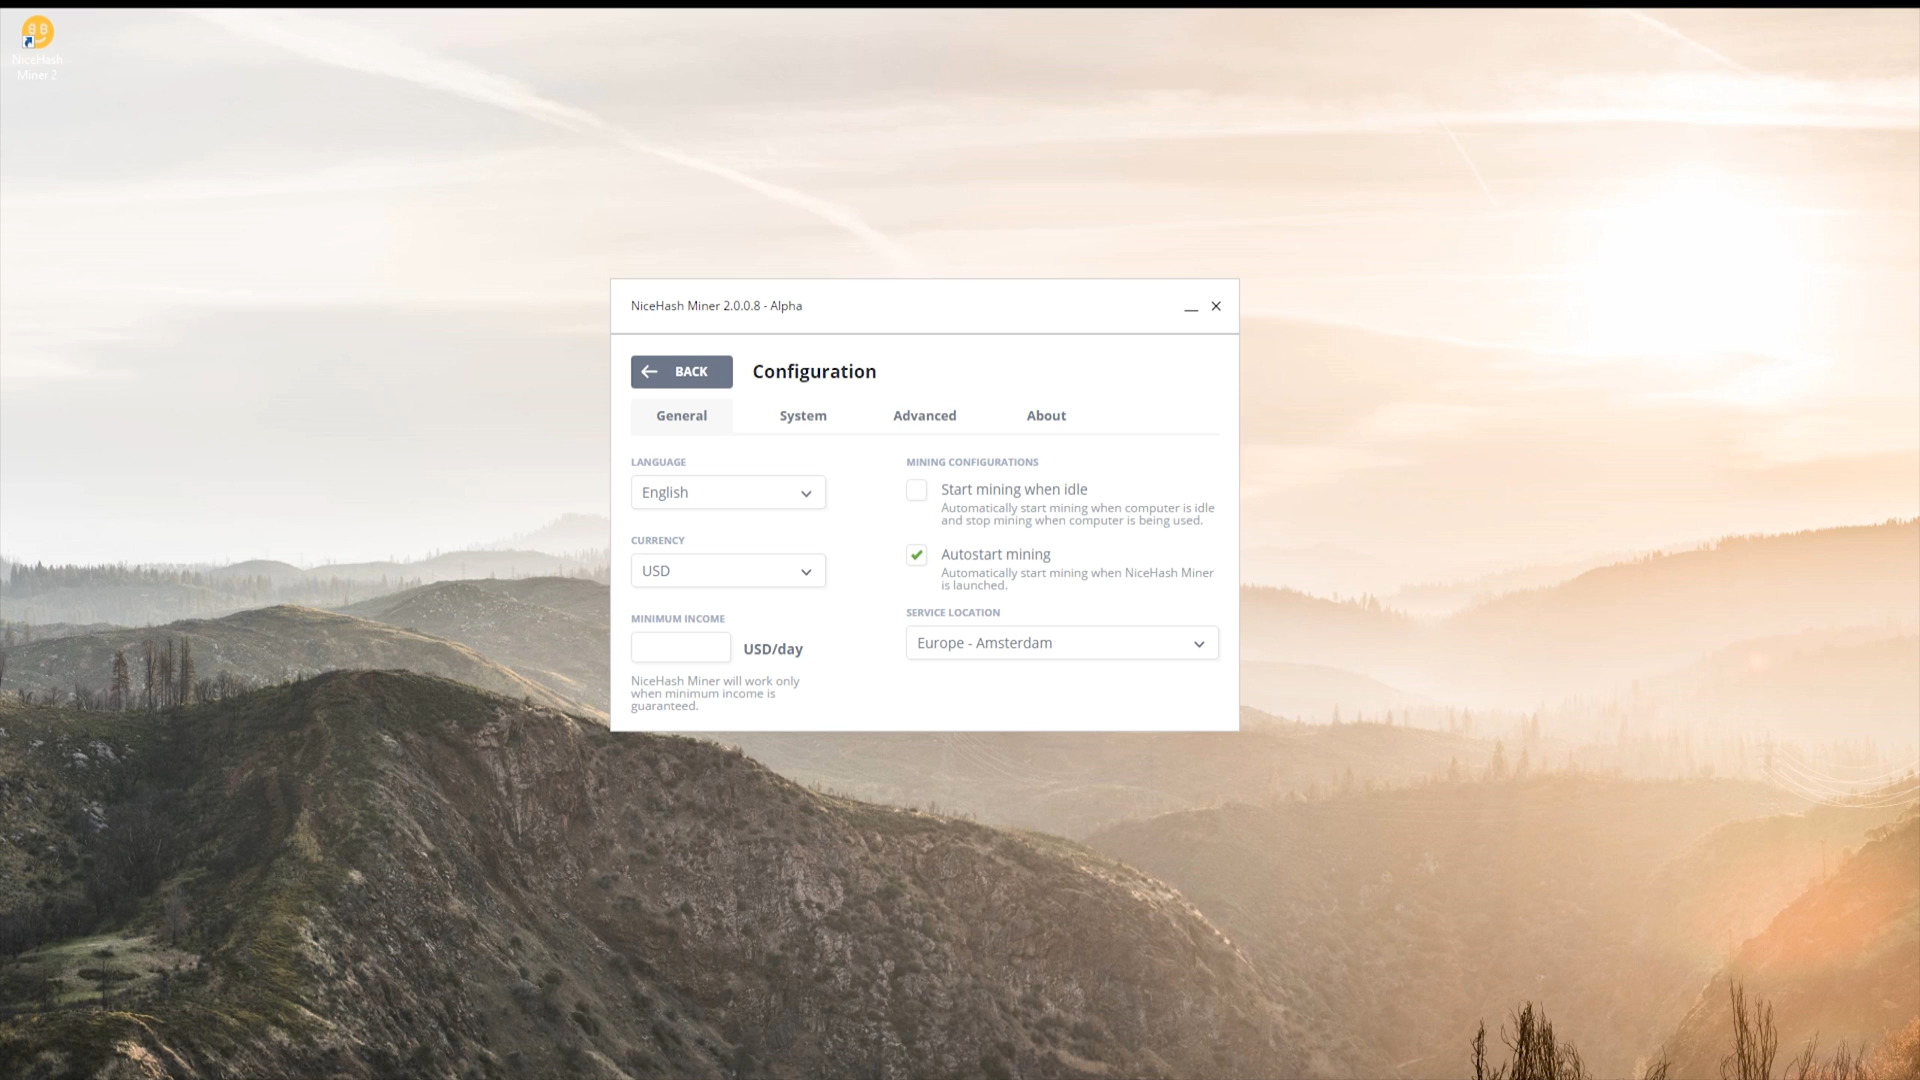 NiceHash
Miner 2
NiceHash Miner 2.0.0.8 - Alpha
BACK
Configuration
General
System
Advanced
About
LANGUAGE
English
CURRENCY
USD
MINIMUM INCOME
USD/day
NiceHash Miner will work only
when minimum income is
guaranteed.
MINING CONFIGURATIONS
Start mining when idle
Automatically start mining when computer is idle
and stop mining when computer is being used.
Autostart mining
Automatically start mining when NiceHash Miner
is launched.
SERVICE LOCATION
Europe - Amsterdam